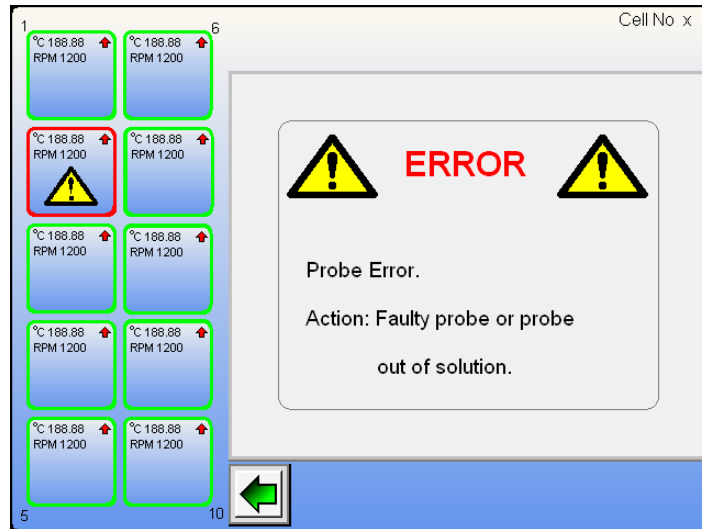 Cell No x
1
6
°C 188.88
RPM 1200
°C 188.88
RPM 1200
°C 188.88
RPM 1200
°C 188.88
RPM 1200
°C 188.88
RPM 1200
°C 188.88
RPM 1200
°C 188.88
RPM 1200
°C 188.88
RPM 1200
°C 188.88
RPM 1200
°C 188.88
RPM 1200
5
10
ERROR
Probe Error.
Action: Faulty probe or probe
out of solution.